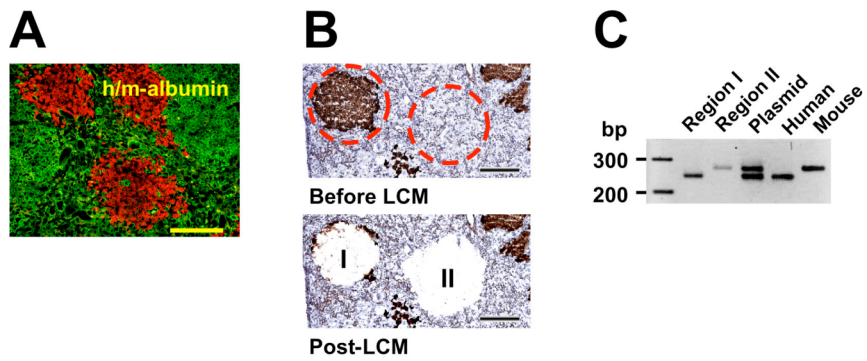 A
h/m-albumin
B
Before LCM
I
II
Post-LCM
C
bp
Region I
Region II
Plasmid
Human
Mouse
300
200